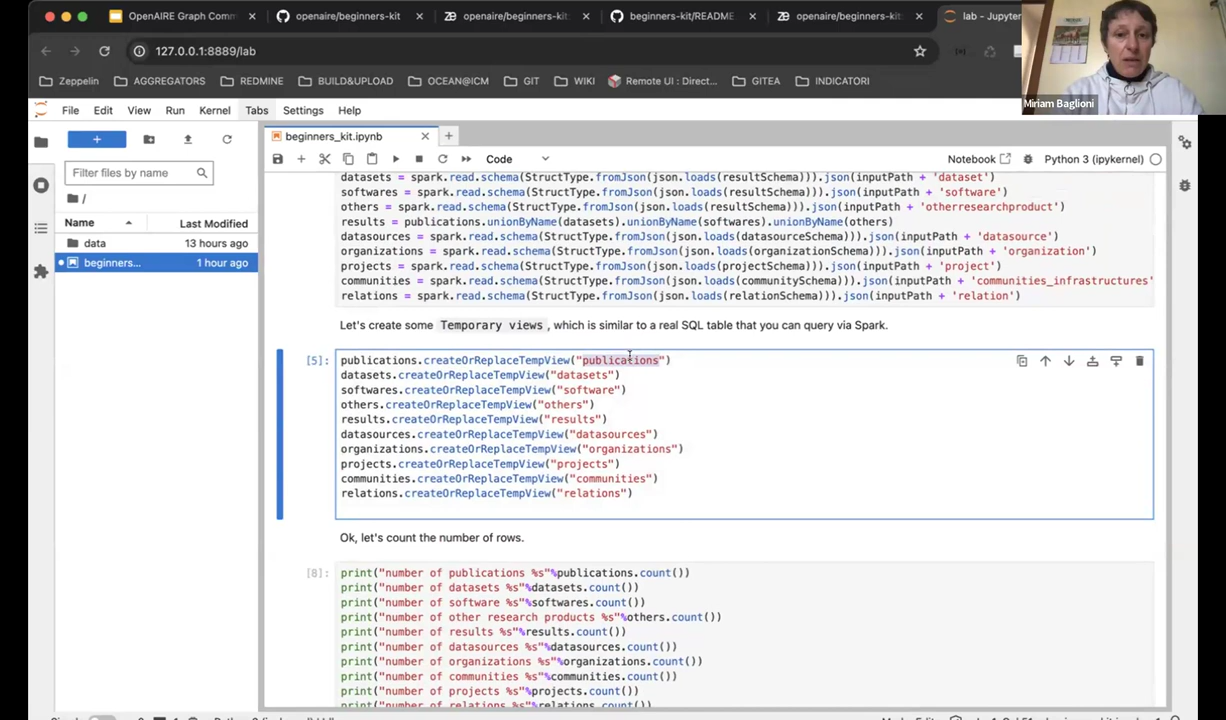 OpenAIRE Graph Comm
openaire/beginners-kit
openaire/beginners-kit
beginners-kit/README
openaire/beginners-kit
lab - Jupyter
127.0.0.1:8889/lab
Zeppelin
AGGREGATORS
REDMINE
BUILD&UPLOAD
OCEAN@ICM
GIT
WIKI
Remote UI : Direct...
GITEA
INDICATORI
Miriam Baglioni
File Edit View Run Kernel Tabs Settings Help
beginners_kit.ipynb
Code
Notebook
Python 3 (ipykernel)
Filter files by name
/
Name Last Modified
data 13 hours ago
beginners... 1 hour ago
datasets = spark.read.schema(StructType.fromJson(json.loads(resultSchema))).json(inputPath + 'dataset')
softwares = spark.read.schema(StructType.fromJson(json.loads(resultSchema))).json(inputPath + 'software')
others = spark.read.schema(StructType.fromJson(json.loads(resultSchema))).json(inputPath + 'otherresearchproduct')
results = publications.unionByName(datasets).unionByName(softwares).unionByName(others)
datasources = spark.read.schema(StructType.fromJson(json.loads(datasourceSchema))).json(inputPath + 'datasource')
organizations = spark.read.schema(StructType.fromJson(json.loads(organizationSchema))).json(inputPath + 'organization')
projects = spark.read.schema(StructType.fromJson(json.loads(projectSchema))).json(inputPath + 'project')
communities = spark.read.schema(StructType.fromJson(json.loads(communitySchema))).json(inputPath + 'communities_infrastructures'
relations = spark.read.schema(StructType.fromJson(json.loads(relationSchema))).json(inputPath + 'relation')
Let's create some Temporary views, which is similar to a real SQL table that you can query via Spark.
[5]:
publications.createOrReplaceTempView("publications")
datasets.createOrReplaceTempView("datasets")
softwares.createOrReplaceTempView("software")
others.createOrReplaceTempView("others")
results.createOrReplaceTempView("results")
datasources.createOrReplaceTempView("datasources")
organizations.createOrReplaceTempView("organizations")
projects.createOrReplaceTempView("projects")
communities.createOrReplaceTempView("communities")
relations.createOrReplaceTempView("relations")
Ok, let's count the number of rows.
[8]:
print("number of publications %s"%publications.count())
print("number of datasets %s"%datasets.count())
print("number of software %s"%softwares.count())
print("number of other research products %s"%others.count())
print("number of results %s"%results.count())
print("number of datasources %s"%datasources.count())
print("number of organizations %s"%organizations.count())
print("number of communities %s"%communities.count())
print("number of projects %s"%projects.count())
print("number of relations %s"%relations.count())